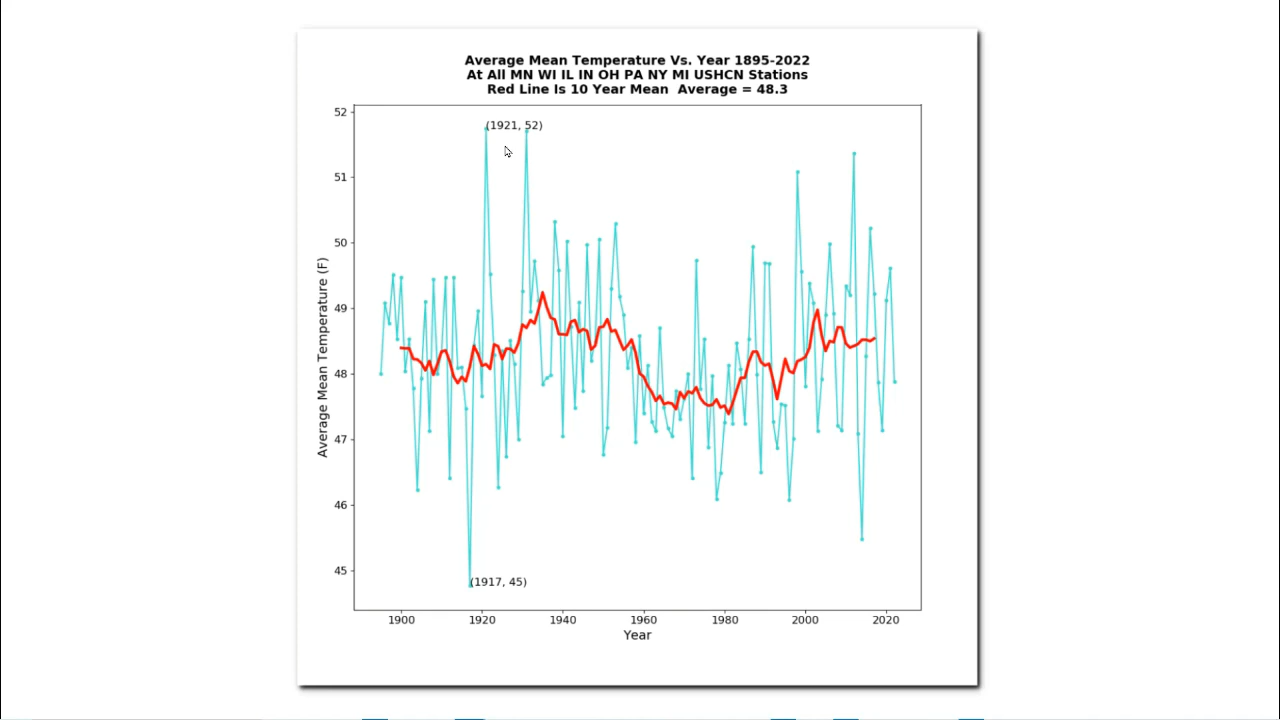 Average Mean Temperature Vs. Year 1895-2022
At All MN WI IL IN OH PA NY MI USHCN Stations
Red Line Is 10 Year Mean  Average = 48.3
52
(1921, 52)
51
50
49
48
47
46
45
(1917, 45)
Average Mean Temperature (F)
1900 1920 1940 1960 1980 2000 2020
Year